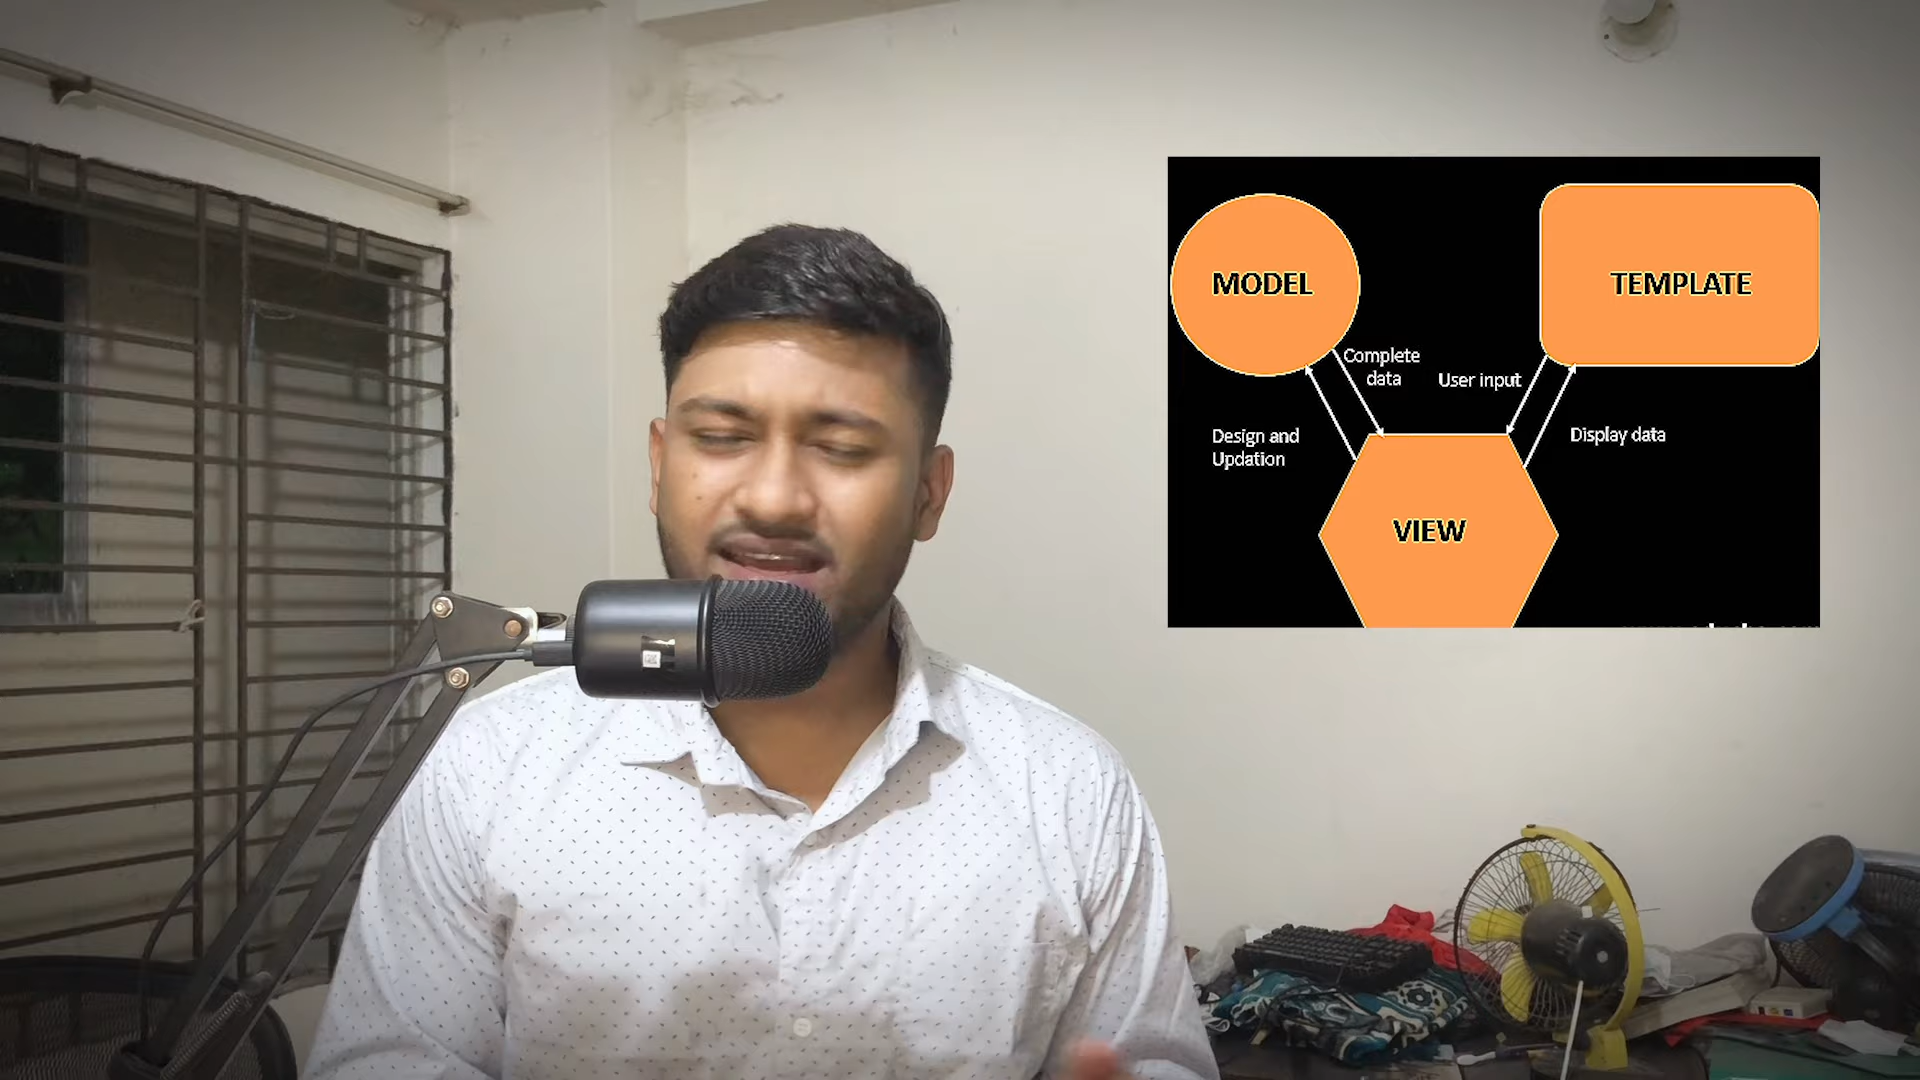 MODEL
TEMPLATE
Complete
data
User input
Design and
Updation
Display data
VIEW